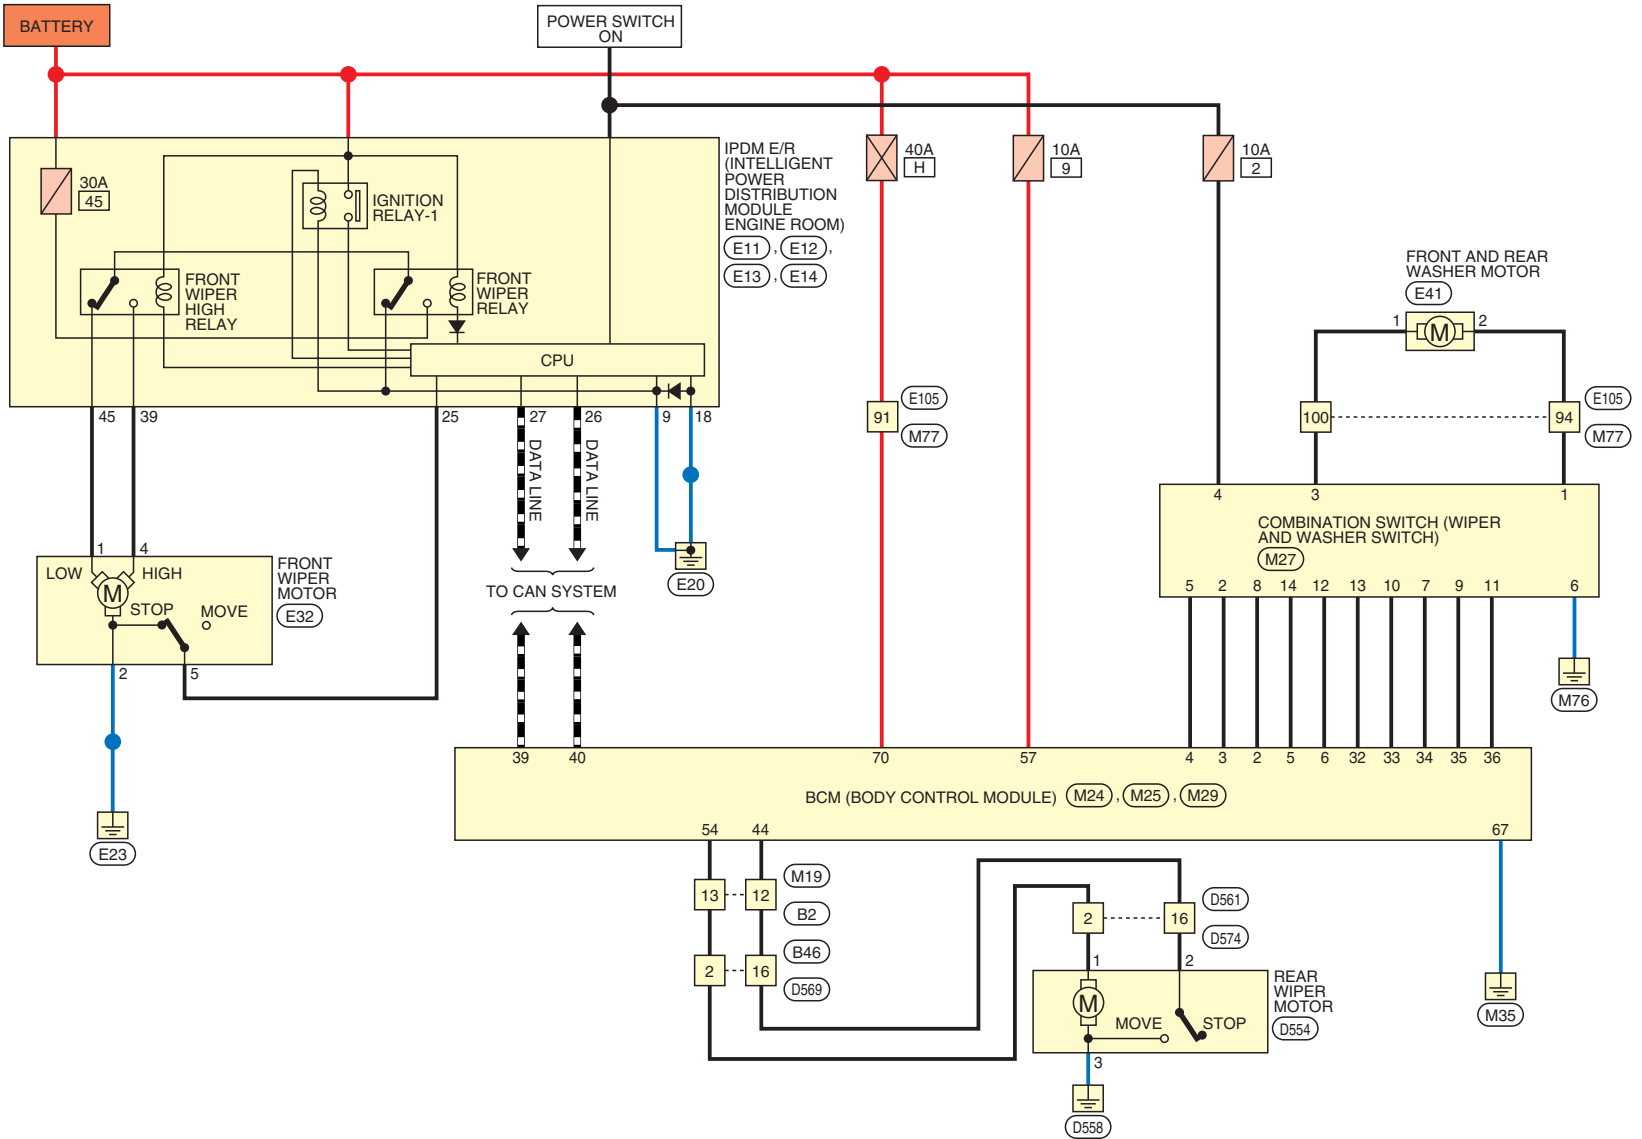 BATTERY
POWER SWITCH
ON
30A
45
IGNITION
RELAY-1
FRONT
WIPER
HIGH
RELAY
FRONT
WIPER
RELAY
CPU
IPDM E/R
(INTELLIGENT
POWER
DISTRIBUTION
MODULE
ENGINE ROOM)
E11 , E12 ,
E13 , E14
40A
H
10A
9
10A
2
FRONT AND REAR
WASHER MOTOR
E41
1 M 2
45 39 25 27 26 9 18
DATA LINE
DATA LINE
91
E105
M77
100 94
E105
M77
4 3 1
COMBINATION SWITCH (WIPER
AND WASHER SWITCH)
M27
5 2 8 14 12 13 10 7 9 11 6
M76
1 4
LOW M HIGH
STOP MOVE
FRONT
WIPER
MOTOR
E32
2 5
E23
TO CAN SYSTEM
E20
39 40 70 57 4 3 2 5 6 32 33 34 35 36
BCM (BODY CONTROL MODULE) M24 , M25 , M29
54 44 67
13 12
M19
B2
2 16
B46
D569
2 16
D561
D574
1 2
M
MOVE STOP
REAR
WIPER
MOTOR
D554
3
D558
M35